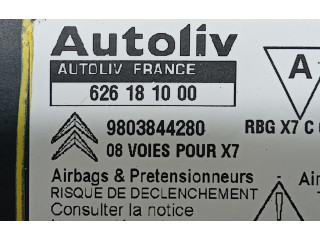 Autoliv
AUTOLIV FRANCE
626 18 10 00
A
9803844280
RBG X7 C
08 VOIES POUR X7
Airbags & Pretensionneurs
RISQUE DE DECLENCHEMENT
Consulter la notice